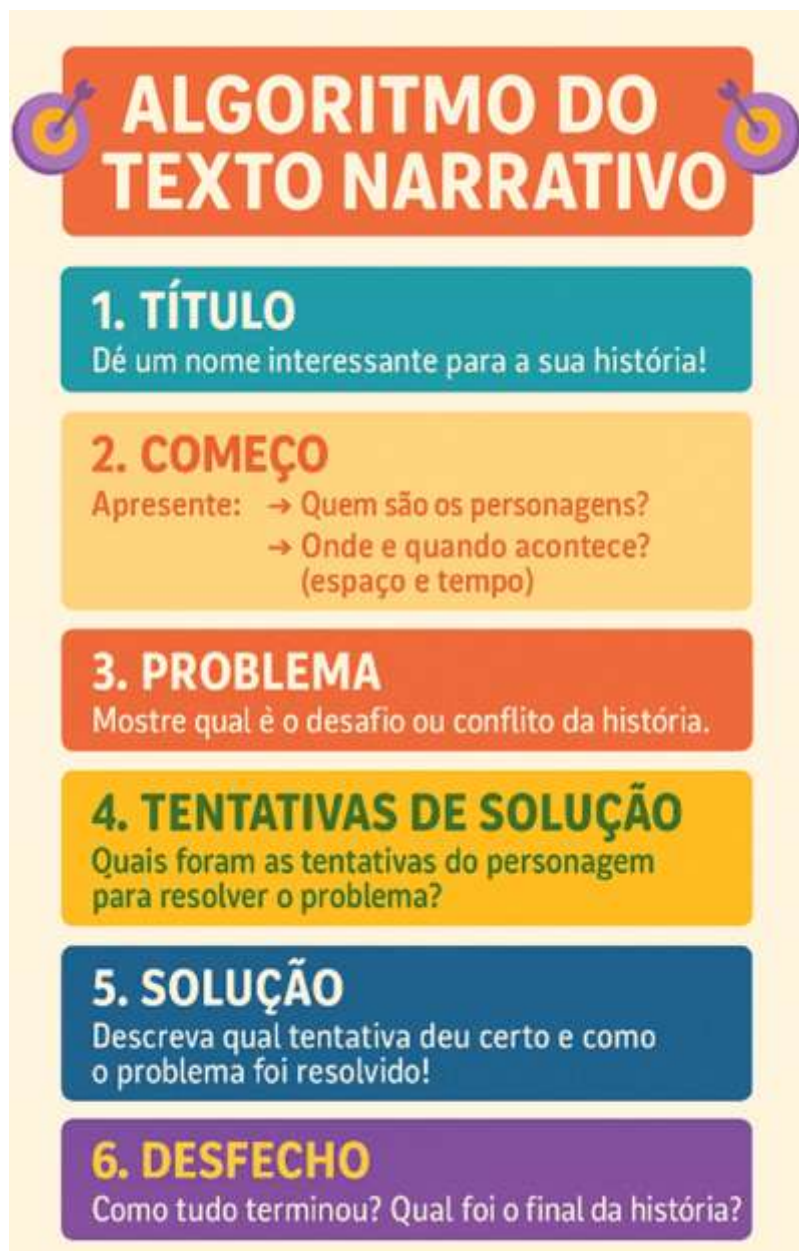 ALGORITMO DO
TEXTO NARRATIVO
1. TÍTULO
Dé um nome interessante para a sua história!
2. COMEÇO
Apresente: → Quem são os personagens?
→ Onde e quando acontece?
(espaço e tempo)
3. PROBLEMA
Mostre qual è o desafio ou conflito da história.
4. TENTATIVAS DE SOLUÇÃO
Quais foram as tentativas do personagem
para resolver o problema?
5. SOLUÇÃO
Descreva qual tentativa deu certo e como
o problema foi resolvido!
6. DESFECHO
Como tudo terminou? Qual foi o final da história?